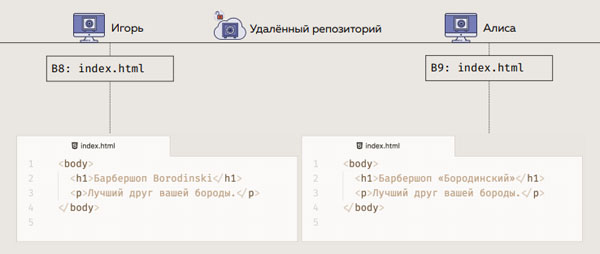 Игорь
Удалённый репозиторий
Алиса
B8: index.html
B9: index.html
index.html
1 <body>
2 <h1>Барбершоп Borodinski</h1>
3 <p>Лучший друг вашей бороды.</p>
4 </body>
5
index.html
1 <body>
2 <h1>Барбершоп «Бородинский»</h1>
3 <p>Лучший друг вашей бороды.</p>
4 </body>
5